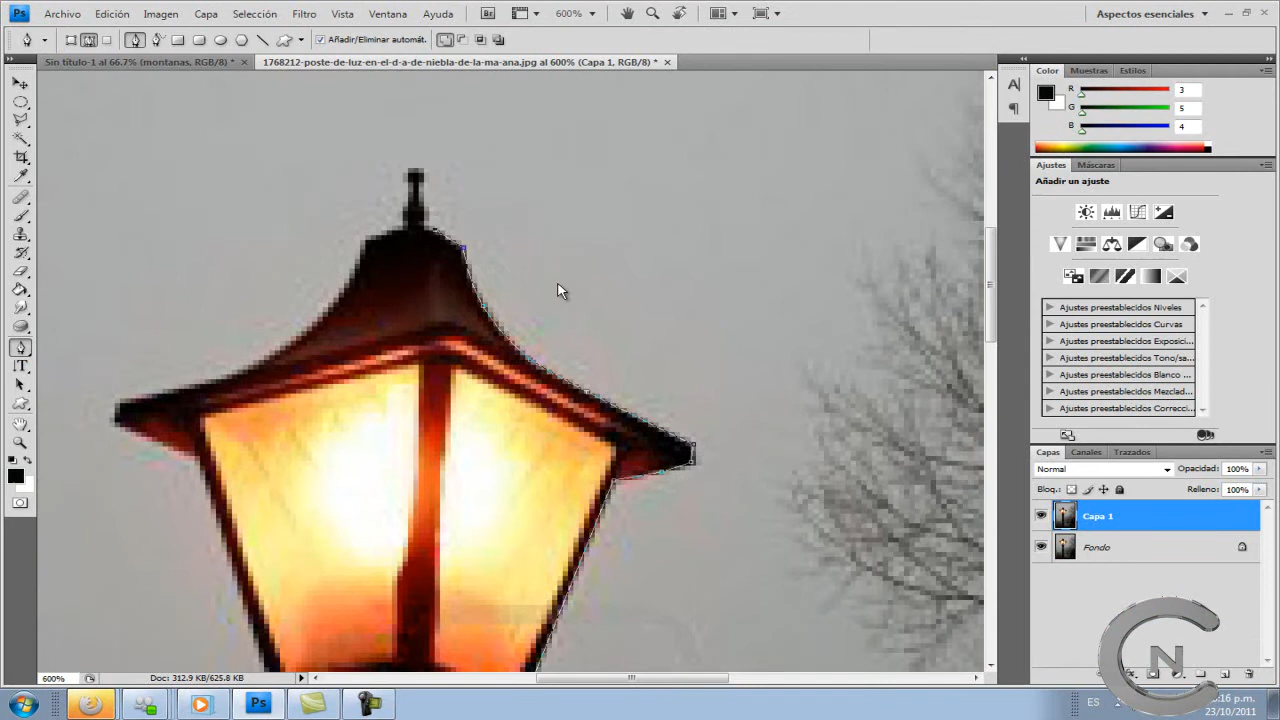 Ps Archivo Edición Imagen Capa Selección Filtro Vista Ventana Ayuda Br 600% Aspectos esenciales
Añadir/Eliminar automát.
Sin título-1 al 66.7% (montanas, RGB/8) * × 1768212-poste-de-luz-en-el-d-a-de-niebla-de-la-ma-ana.jpg al 600% (Capa 1, RGB/8) * ×
Color Muestras Estilos
R 3
G 5
B 4
Ajustes Máscaras
Añadir un ajuste
Ajustes preestablecidos Niveles
Ajustes preestablecidos Curvas
Ajustes preestablecidos Exposici...
Ajustes preestablecidos Tono/sa...
Ajustes preestablecidos Blanco ...
Ajustes preestablecidos Mezclad...
Ajustes preestablecidos Correcci...
Capas Canales Trazados
Normal Opacidad: 100%
Bloq.: Relleno: 100%
Capa 1
Fondo
CN
600% Doc: 312.9 KB/625.8 KB
Ps ES
23/10/2011